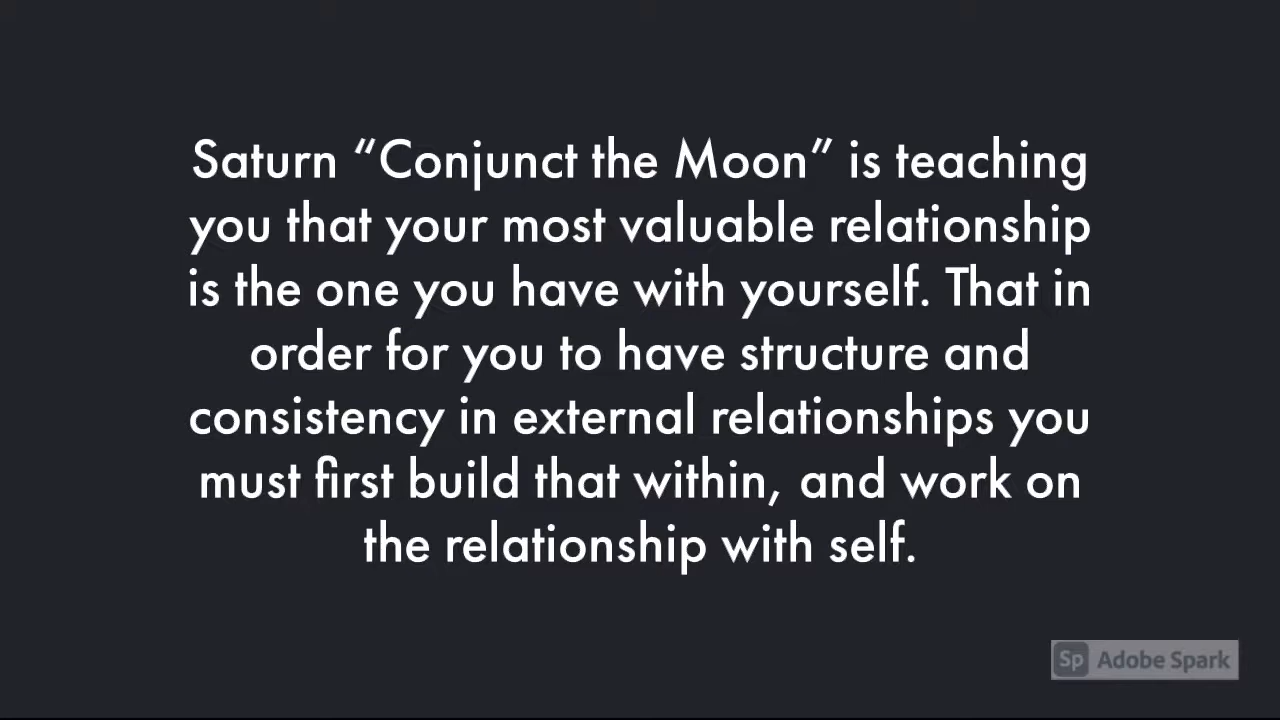 Saturn “Conjunct the Moon” is teaching
you that your most valuable relationship
is the one you have with yourself. That in
order for you to have structure and
consistency in external relationships you
must first build that within, and work on
the relationship with self.
Sp Adobe Spark